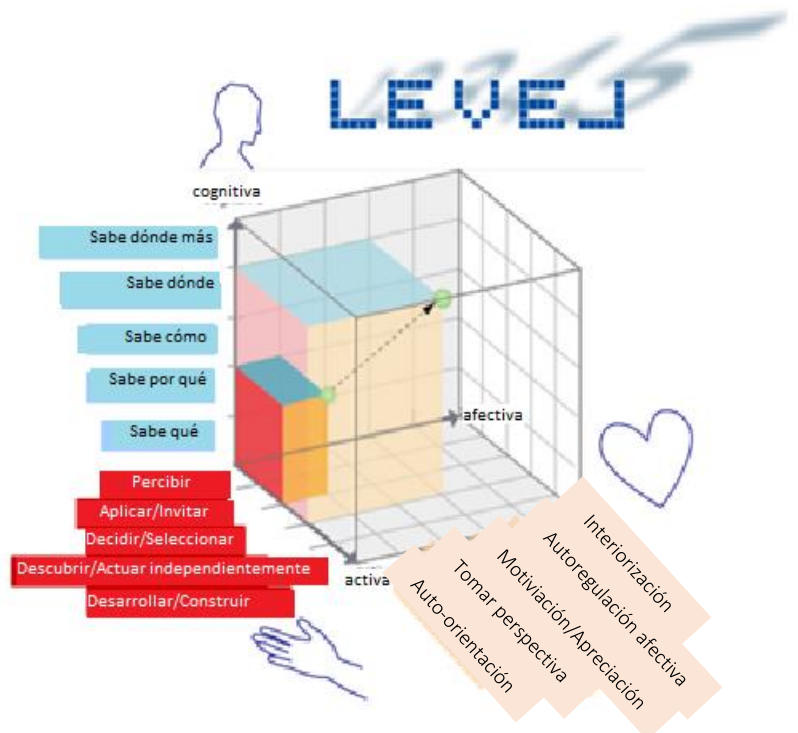 12345
LEVEL
cognitiva
Sabe dónde más
Sabe dónde
Sabe cómo
Sabe por qué
Sabe qué
afectiva
Percibir
Aplicar/Invitar
Decidir/Seleccionar
Descubrir/Actuar independientemente
Desarrollar/Construir
activa
Interiorización
Autoregulación afectiva
Motiviación/Apreciación
Tomar perspectiva
Auto-orientación